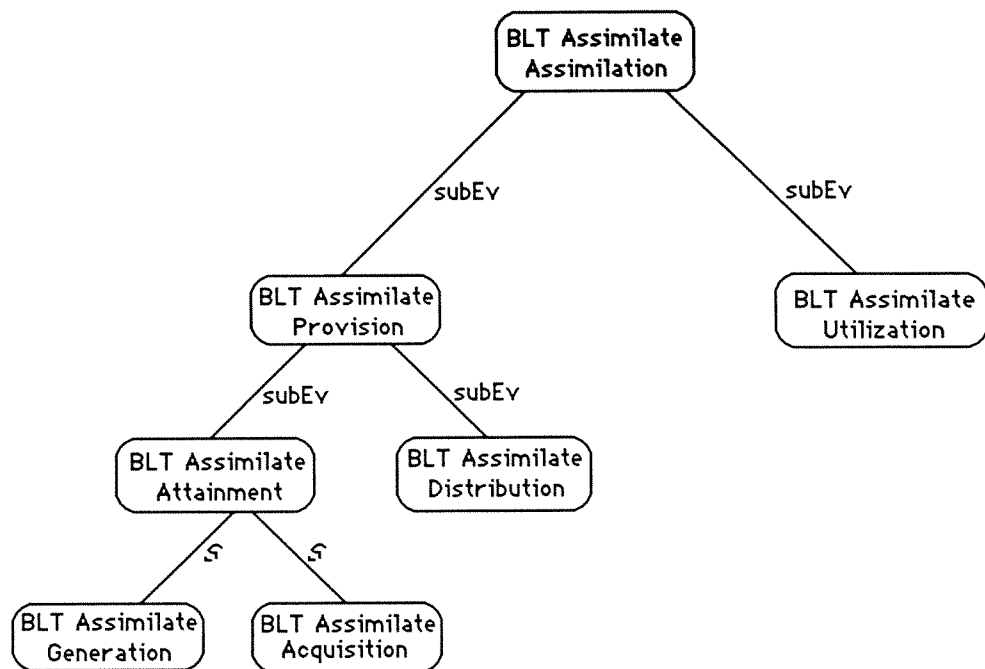 BLT Assimilate
Assimilation
subEv
subEv
BLT Assimilate
Provision
BLT Assimilate
Utilization
subEv
subEv
BLT Assimilate
Attainment
BLT Assimilate
Distribution
S
S
BLT Assimilate
Generation
BLT Assimilate
Acquisition